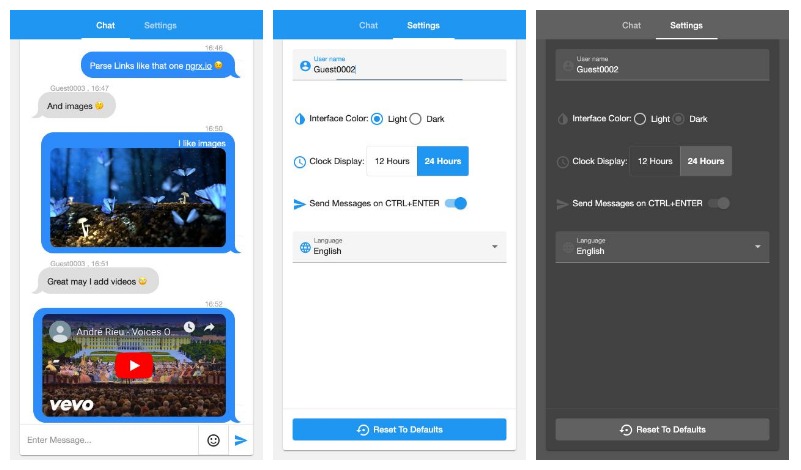 Chat Settings
16:46
Parse Links like that one ngrx.io
Guest0003 , 16:47
And images
16:50
I like images
Guest0003 , 16:51
Great may I add videos
16:52
André Rieu - Voices O...
vevo
Enter Message...
Chat Settings
User name
Guest0002
Interface Color: Light Dark
Clock Display: 12 Hours 24 Hours
Send Messages on CTRL+ENTER
Language
English
Reset To Defaults
Chat Settings
User name
Guest0002
Interface Color: Light Dark
Clock Display: 12 Hours 24 Hours
Send Messages on CTRL+ENTER
Language
English
Reset To Defaults